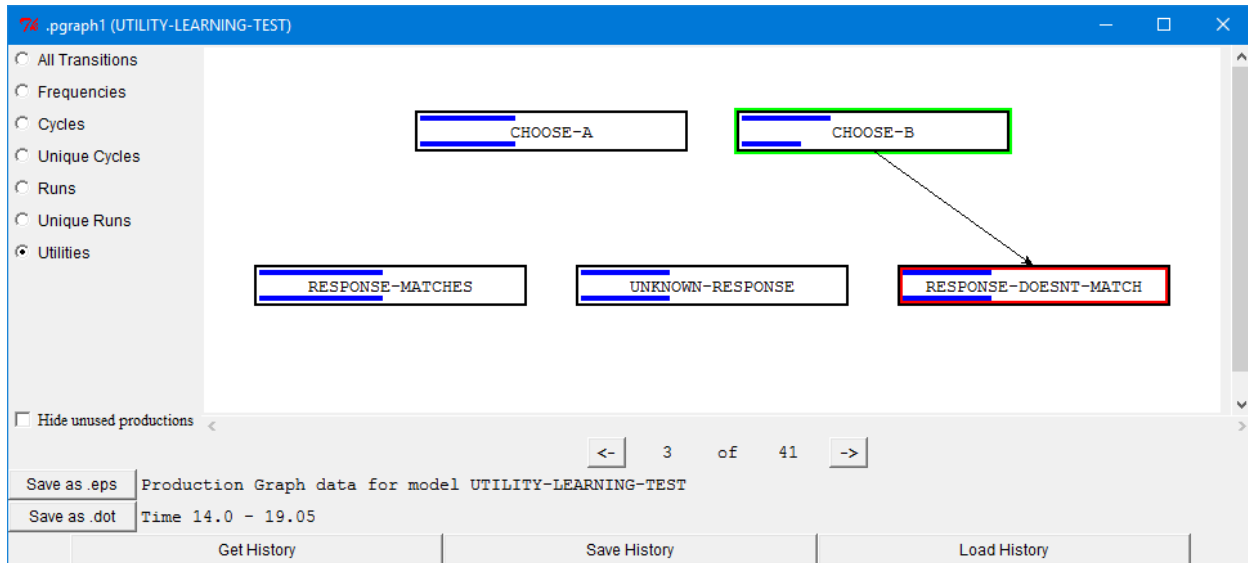 .pgraph1 (UTILITY-LEARNING-TEST)
All Transitions
Frequencies
Cycles
Unique Cycles
Runs
Unique Runs
Utilities
CHOOSE-A
CHOOSE-B
RESPONSE-MATCHES
UNKNOWN-RESPONSE
RESPONSE-DOESNT-MATCH
Hide unused productions
<- 3 of 41 ->
Save as .eps Production Graph data for model UTILITY-LEARNING-TEST
Save as .dot Time 14.0 - 19.05
Get History Save History Load History